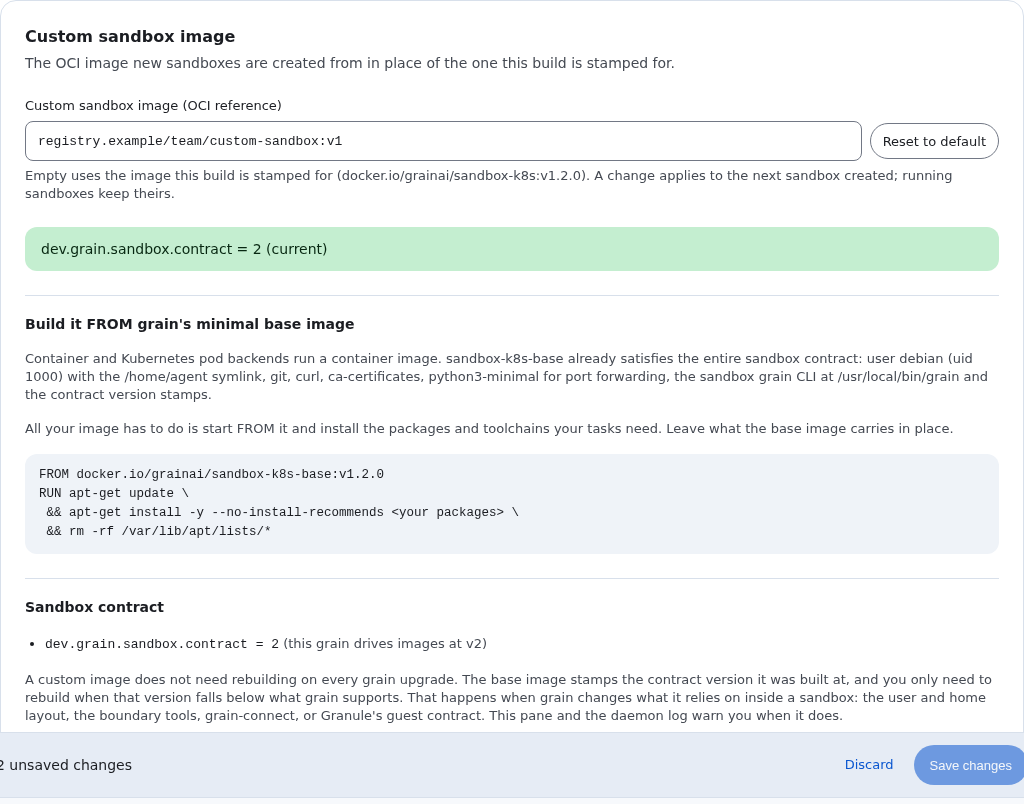 Custom sandbox image
The OCI image new sandboxes are created from in place of the one this build is stamped for.
Custom sandbox image (OCI reference)
registry.example/team/custom-sandbox:v1
Reset to default
Empty uses the image this build is stamped for (docker.io/grainai/sandbox-k8s:v1.2.0). A change applies to the next sandbox created; running
sandboxes keep theirs.
dev.grain.sandbox.contract = 2 (current)
Build it FROM grain's minimal base image
Container and Kubernetes pod backends run a container image. sandbox-k8s-base already satisfies the entire sandbox contract: user debian (uid
1000) with the /home/agent symlink, git, curl, ca-certificates, python3-minimal for port forwarding, the sandbox grain CLI at /usr/local/bin/grain and
the contract version stamps.
All your image has to do is start FROM it and install the packages and toolchains your tasks need. Leave what the base image carries in place.
FROM docker.io/grainai/sandbox-k8s-base:v1.2.0
RUN apt-get update \
 && apt-get install -y --no-install-recommends <your packages> \
 && rm -rf /var/lib/apt/lists/*
Sandbox contract
• dev.grain.sandbox.contract = 2 (this grain drives images at v2)
A custom image does not need rebuilding on every grain upgrade. The base image stamps the contract version it was built at, and you only need to
rebuild when that version falls below what grain supports. That happens when grain changes what it relies on inside a sandbox: the user and home
layout, the boundary tools, grain-connect, or Granule's guest contract. This pane and the daemon log warn you when it does.
2 unsaved changes
Discard
Save changes